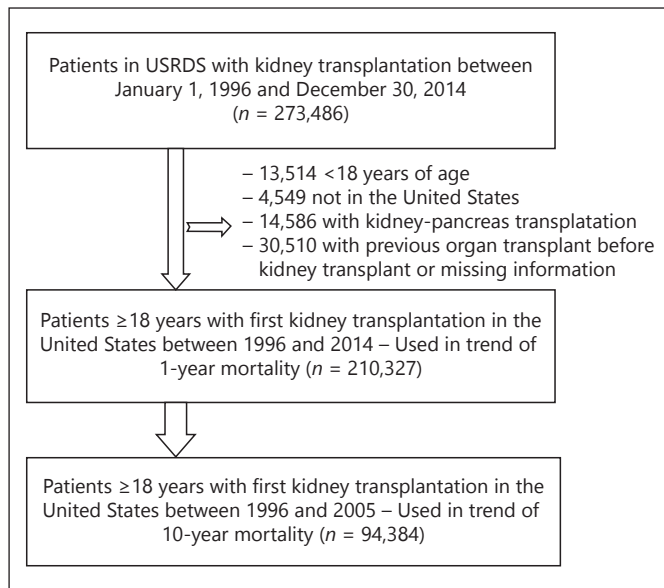 Patients in USRDS with kidney transplantation between
January 1, 1996 and December 30, 2014
(n = 273,486)
– 13,514 <18 years of age
– 4,549 not in the United States
– 14,586 with kidney-pancreas transplatation
– 30,510 with previous organ transplant before
kidney transplant or missing information
Patients ≥18 years with first kidney transplantation in the
United States between 1996 and 2014 – Used in trend of
1-year mortality (n = 210,327)
Patients ≥18 years with first kidney transplantation in the
United States between 1996 and 2005 – Used in trend of
10-year mortality (n = 94,384)